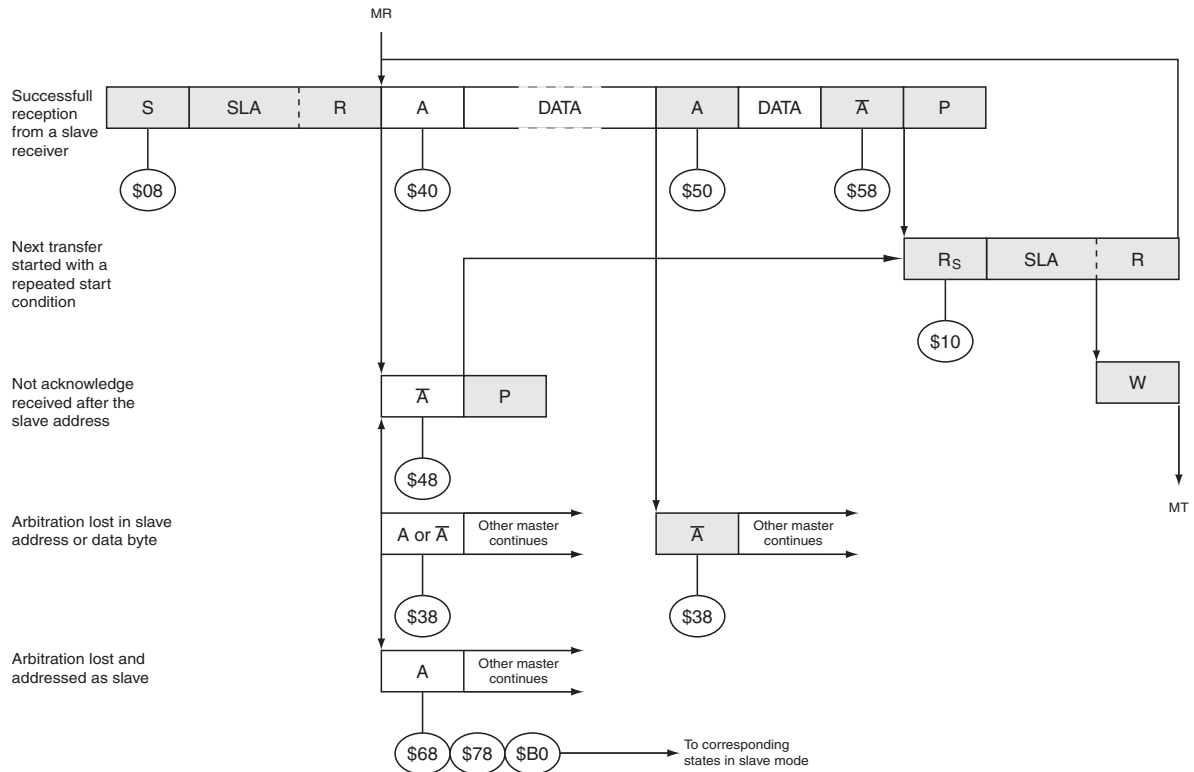 MR
Successfull
reception
from a slave
receiver
S SLA R A DATA A DATA A̅ P
$08 $40 $50 $58
Next transfer
started with a
repeated start
condition
RS SLA R
$10
Not acknowledge
received after the
slave address
A̅ P
W
$48
MT
Arbitration lost in slave
address or data byte
A or A̅
Other master
continues
A̅
Other master
continues
$38 $38
Arbitration lost and
addressed as slave
A
Other master
continues
$68 $78 $B0
To corresponding
states in slave mode